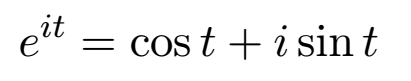 e^{it} = cos t + i sin t